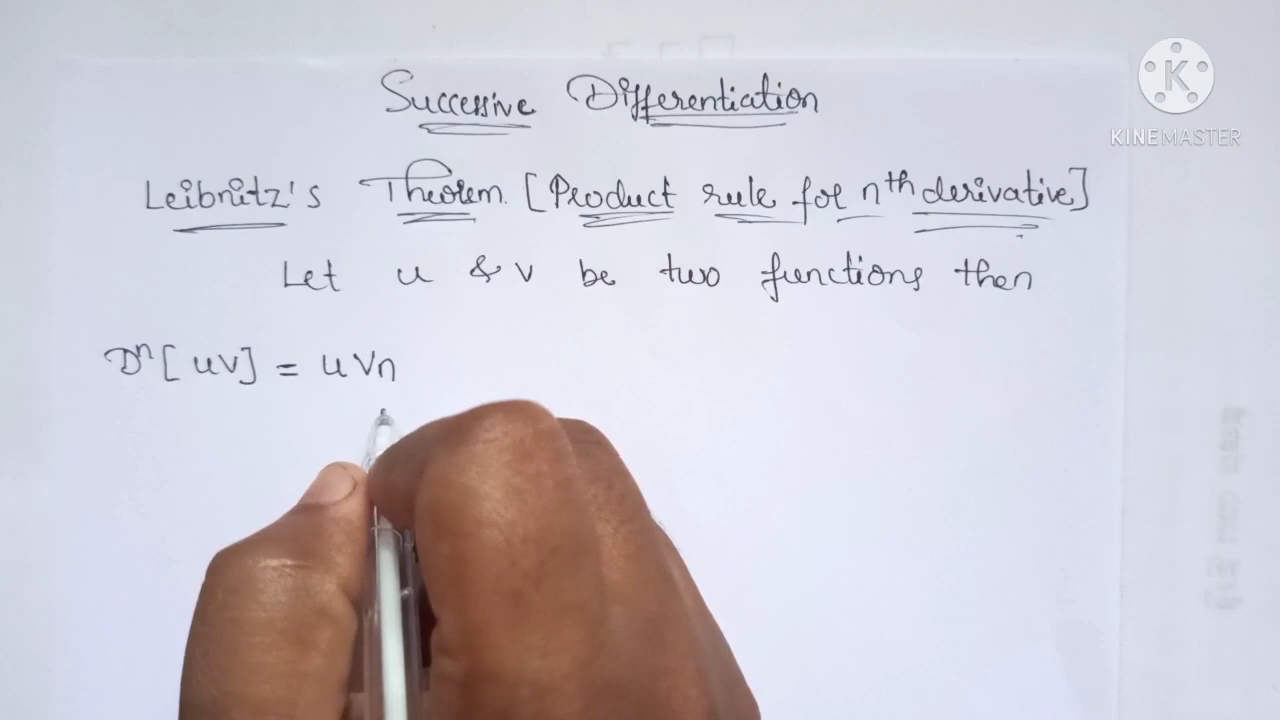 Successive Differentiation
K
KINEMASTER
Leibnitz's Theorem [Product rule for nth derivative]
Let u & v be two functions then
Dⁿ[uv] = uvn